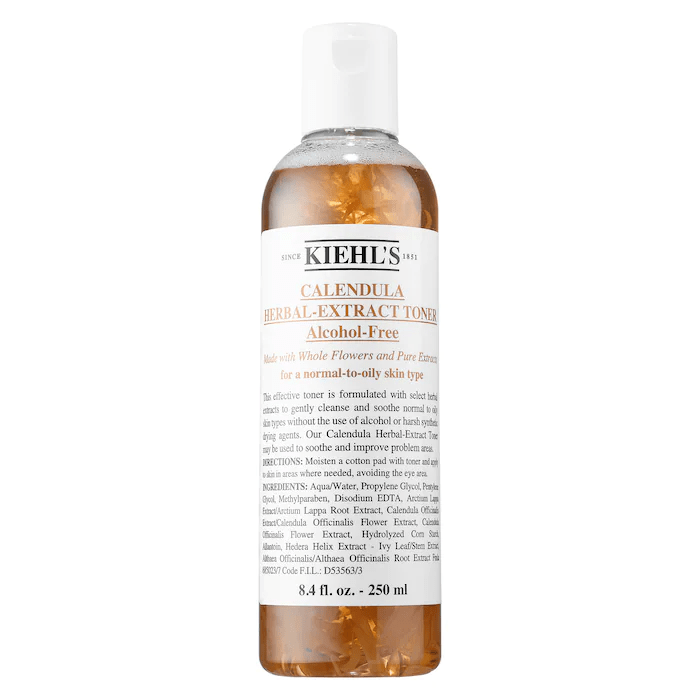 SINCE KIEHL'S 1851
CALENDULA
HERBAL-EXTRACT TONER
Alcohol-Free
Made with Whole Flowers and Pure Extracts
for a normal-to-oily skin type
This effective toner is formulated with select herbal
extracts to gently cleanse and soothe normal to oily
skin types without the use of alcohol or harsh synthetic
drying agents. Our Calendula Herbal-Extract Toner
may be used to soothe and improve problem areas.
DIRECTIONS: Moisten a cotton pad with toner and apply
to skin in areas where needed, avoiding the eye area.
INGREDIENTS: Aqua/Water, Propylene Glycol, Pentylene
Glycol, Methylparaben, Disodium EDTA, Arctium Lappa
Extract/Arctium Lappa Root Extract, Calendula Officinalis
Extract/Calendula Officinalis Flower Extract, Calendula
Officinalis Flower Extract, Hydrolyzed Corn Starch,
Allantoin, Hedera Helix Extract - Ivy Leaf/Stem Extract,
Althaea Officinalis/Althaea Officinalis Root Extract
Code F.I.L.: D53563/3
8.4 fl. oz. - 250 ml